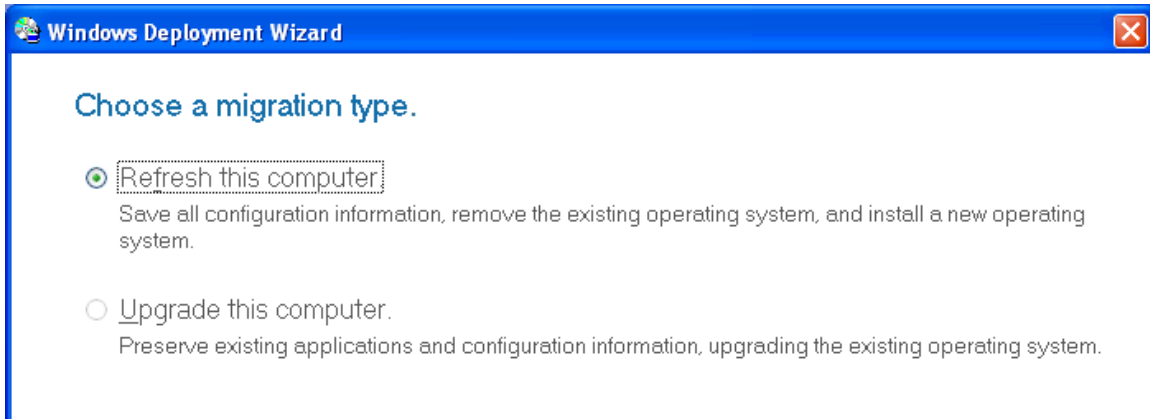 Windows Deployment Wizard
Choose a migration type.
Refresh this computer.
Save all configuration information, remove the existing operating system, and install a new operating
system.
Upgrade this computer.
Preserve existing applications and configuration information, upgrading the existing operating system.